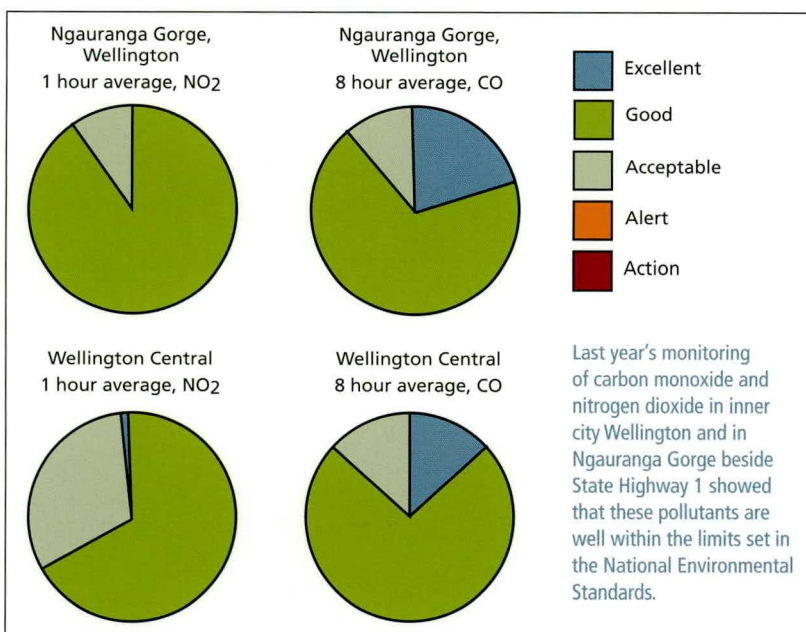 Ngauranga Gorge,
Wellington
1 hour average, NO2
Ngauranga Gorge,
Wellington
8 hour average, CO
Excellent
Good
Acceptable
Alert
Action
Wellington Central
1 hour average, NO2
Wellington Central
8 hour average, CO
Last year's monitoring
of carbon monoxide and
nitrogen dioxide in inner
city Wellington and in
Ngauranga Gorge beside
State Highway 1 showed
that these pollutants are
well within the limits set in
the National Environmental
Standards.